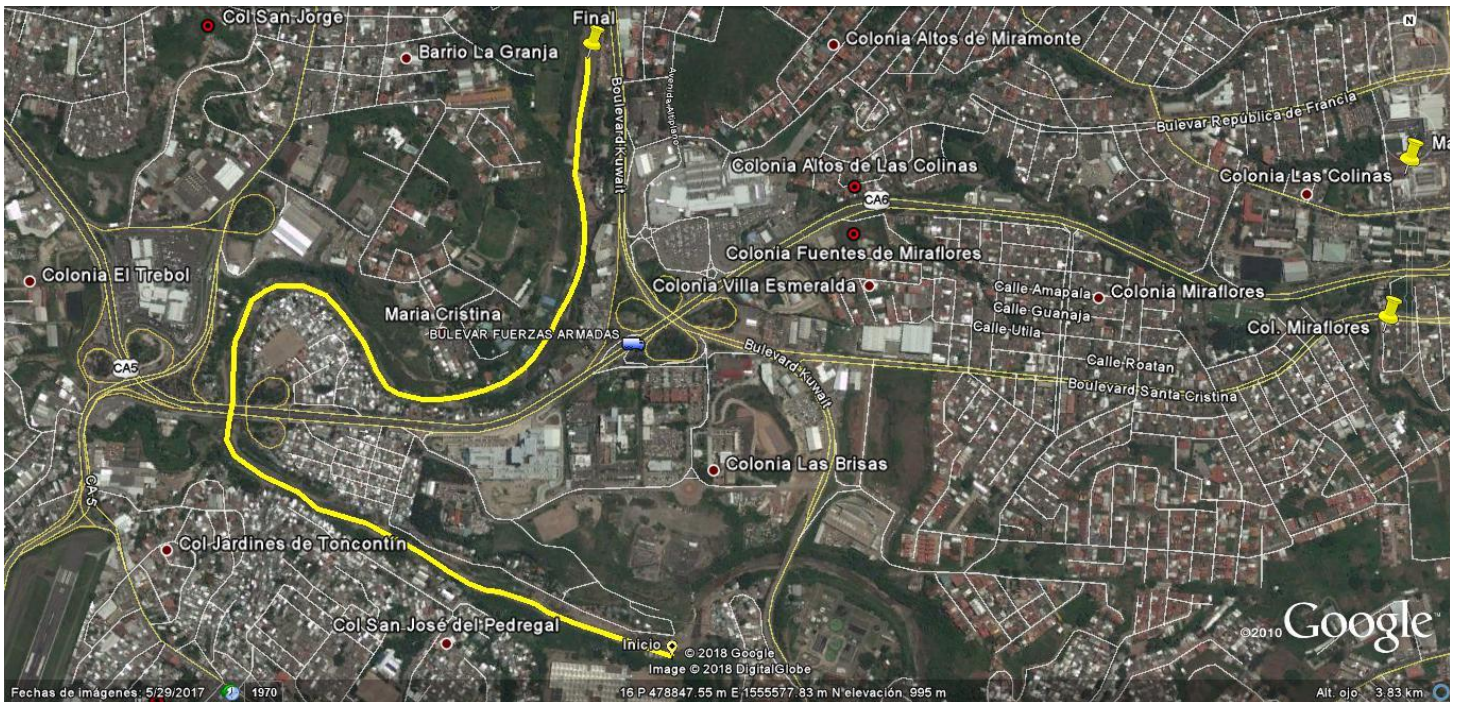 Col San Jorge
Final
N
Barrio La Granja
Colonia Altos de Miramonte
Boulevard Kuwait
Avenida Altiplano
Bulevar República de Francia
Ma
Colonia Altos de Las Colinas
Colonia Las Colinas
CA6
Colonia Fuentes de Miraflores
Colonia El Trebol
Colonia Villa Esmeralda
Calle Amapala
Colonia Miraflores
Maria Cristina
Calle Guanaja
BULEVAR FUERZAS ARMADAS
Calle Utila
Col. Miraflores
CA5
Boulevard Kuwait
Calle Roatan
Boulevard Santa Cristina
Colonia Las Brisas
CA 5
Col Jardines de Toncontín
Col San José del Pedregal
Inicio
© 2018 Google
Image © 2018 DigitalGlobe
©2010 Google
Fechas de imágenes: 5/29/2017 1970 16 P 478847.55 m E 1555577.83 m N elevación 995 m Alt. ojo 3.83 km